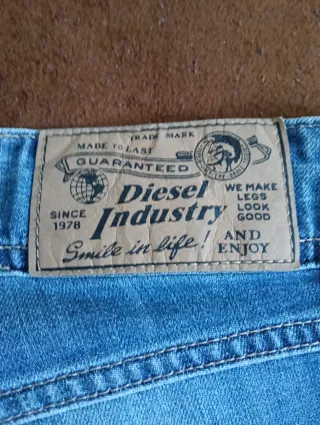 TRADE MARK
MADE TO LAST
GUARANTEED
Diesel
Industry
SINCE
1978
WE MAKE
LEGS
LOOK
GOOD
Smile in life!
AND
ENJOY